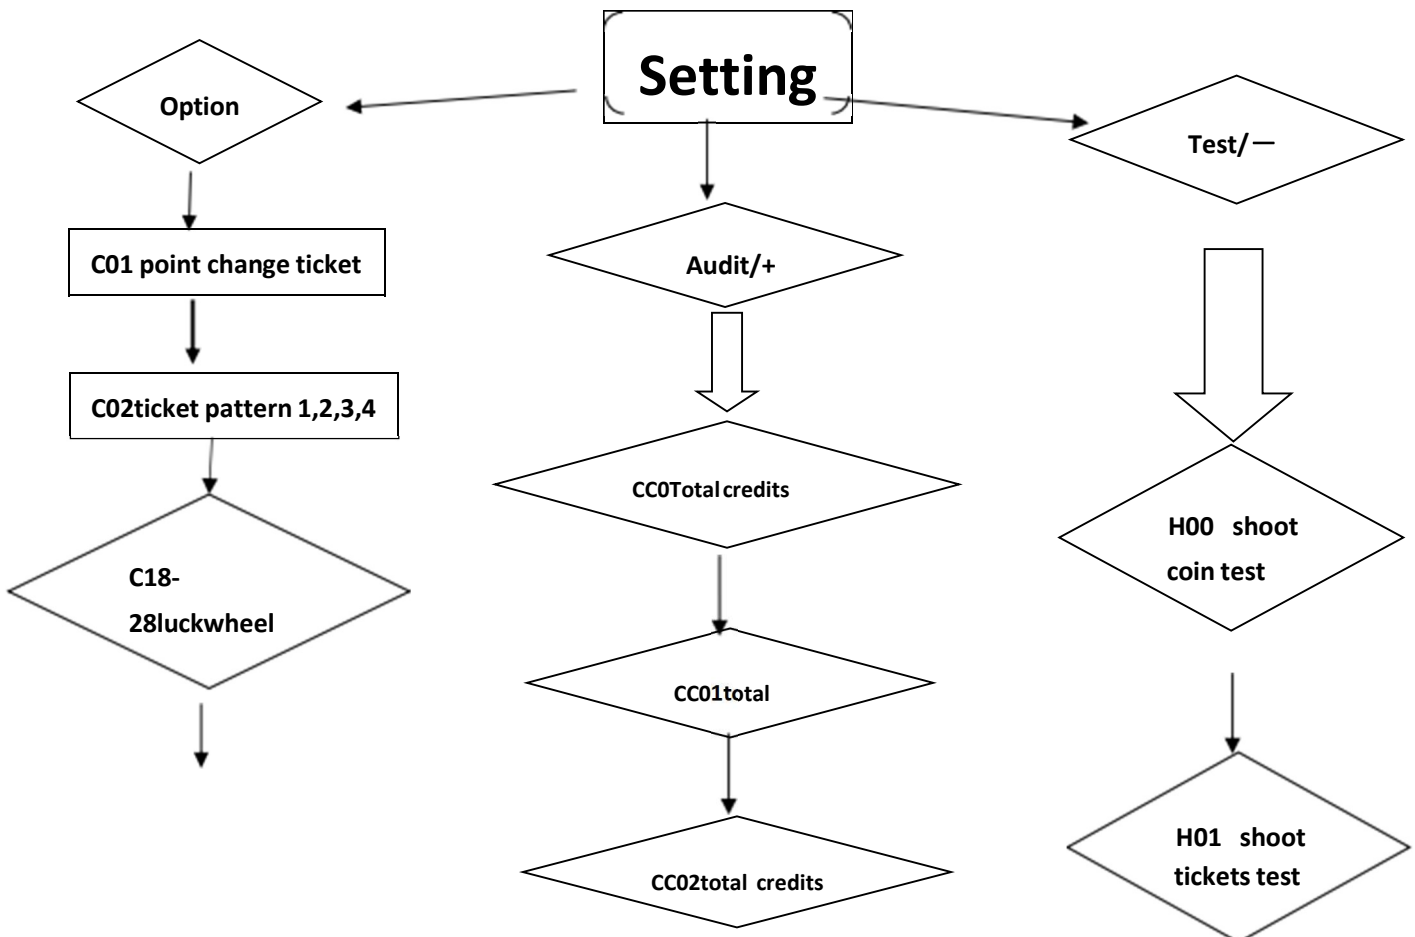 Setting
Option
Test/—
C01 point change ticket
Audit/+
C02ticket pattern 1,2,3,4
CC0Total credits
H00 shoot
coin test
C18-
28luckwheel
CC01total
H01 shoot
tickets test
CC02total credits